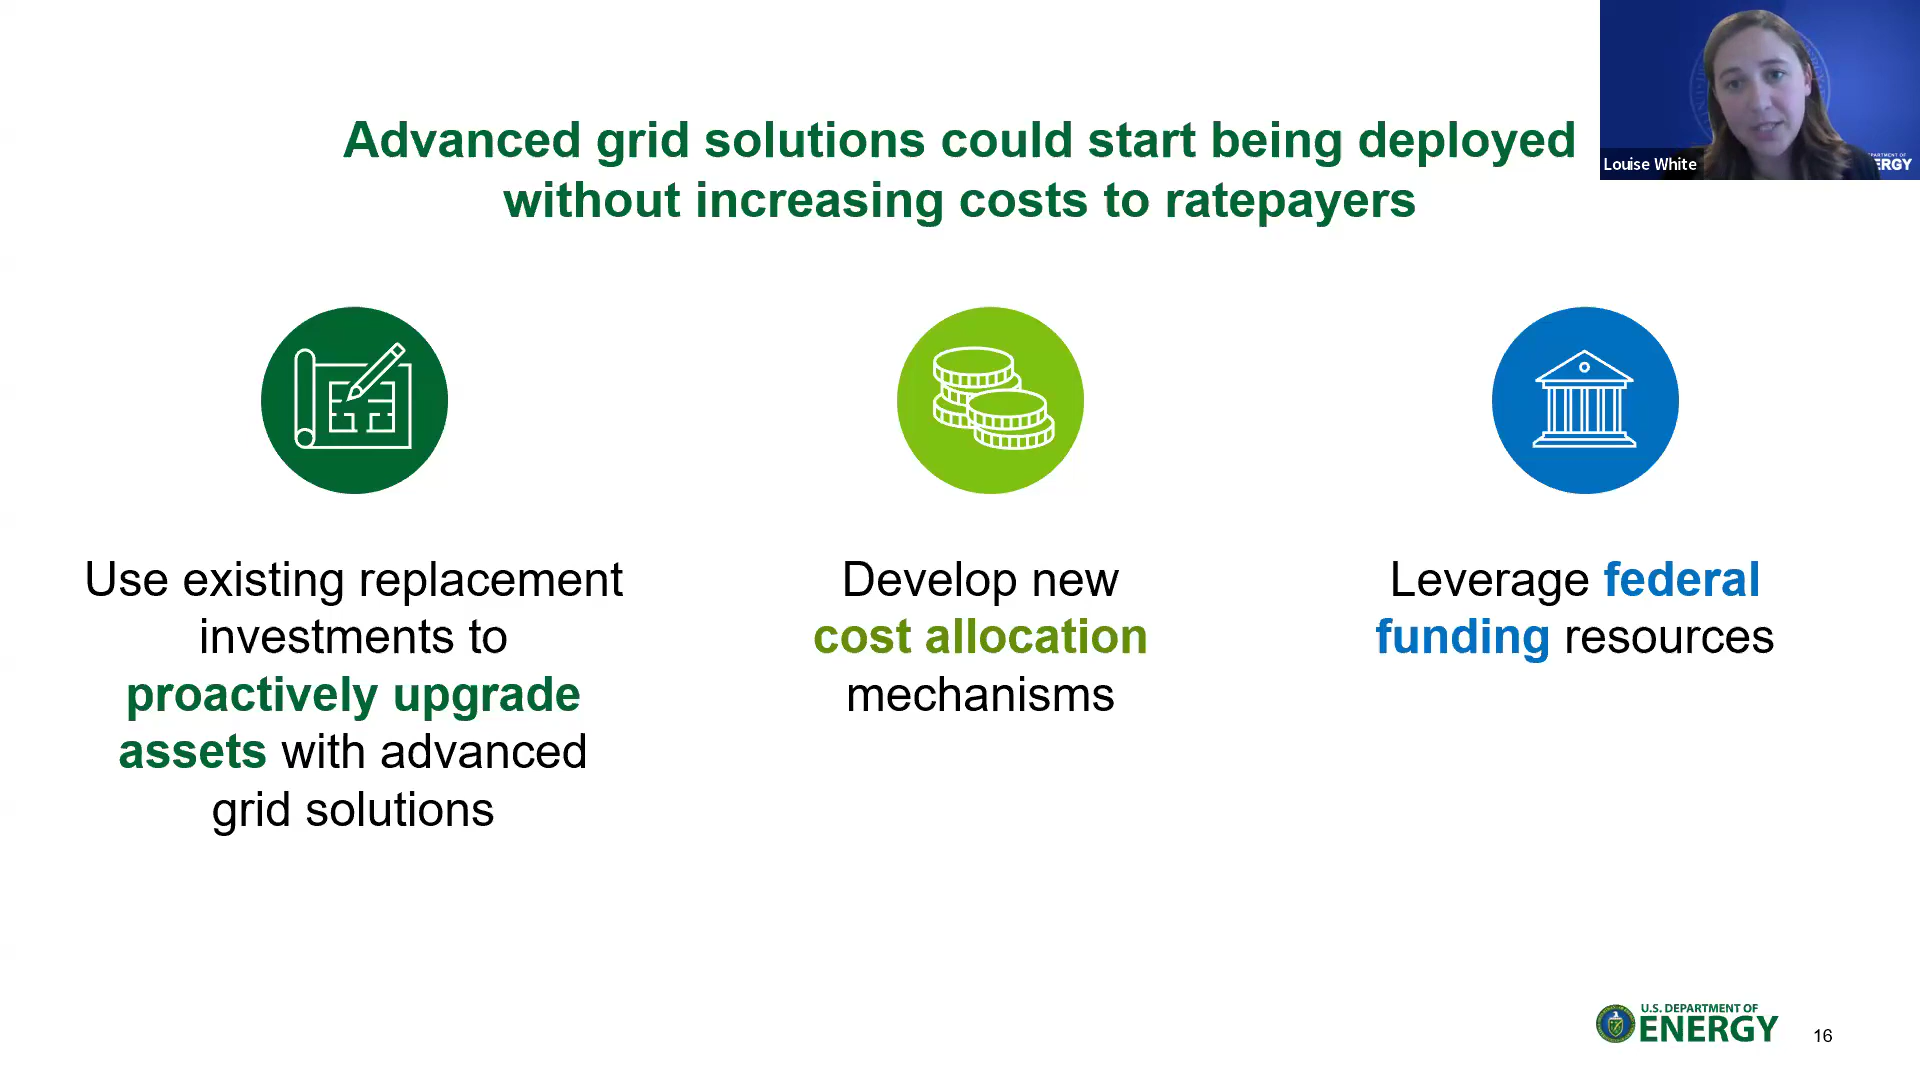 Advanced grid solutions could start being deployed
without increasing costs to ratepayers
Louise White
ERGY
Use existing replacement
investments to
proactively upgrade
assets with advanced
grid solutions
Develop new
cost allocation
mechanisms
Leverage federal
funding resources
U.S. DEPARTMENT OF
ENERGY
16